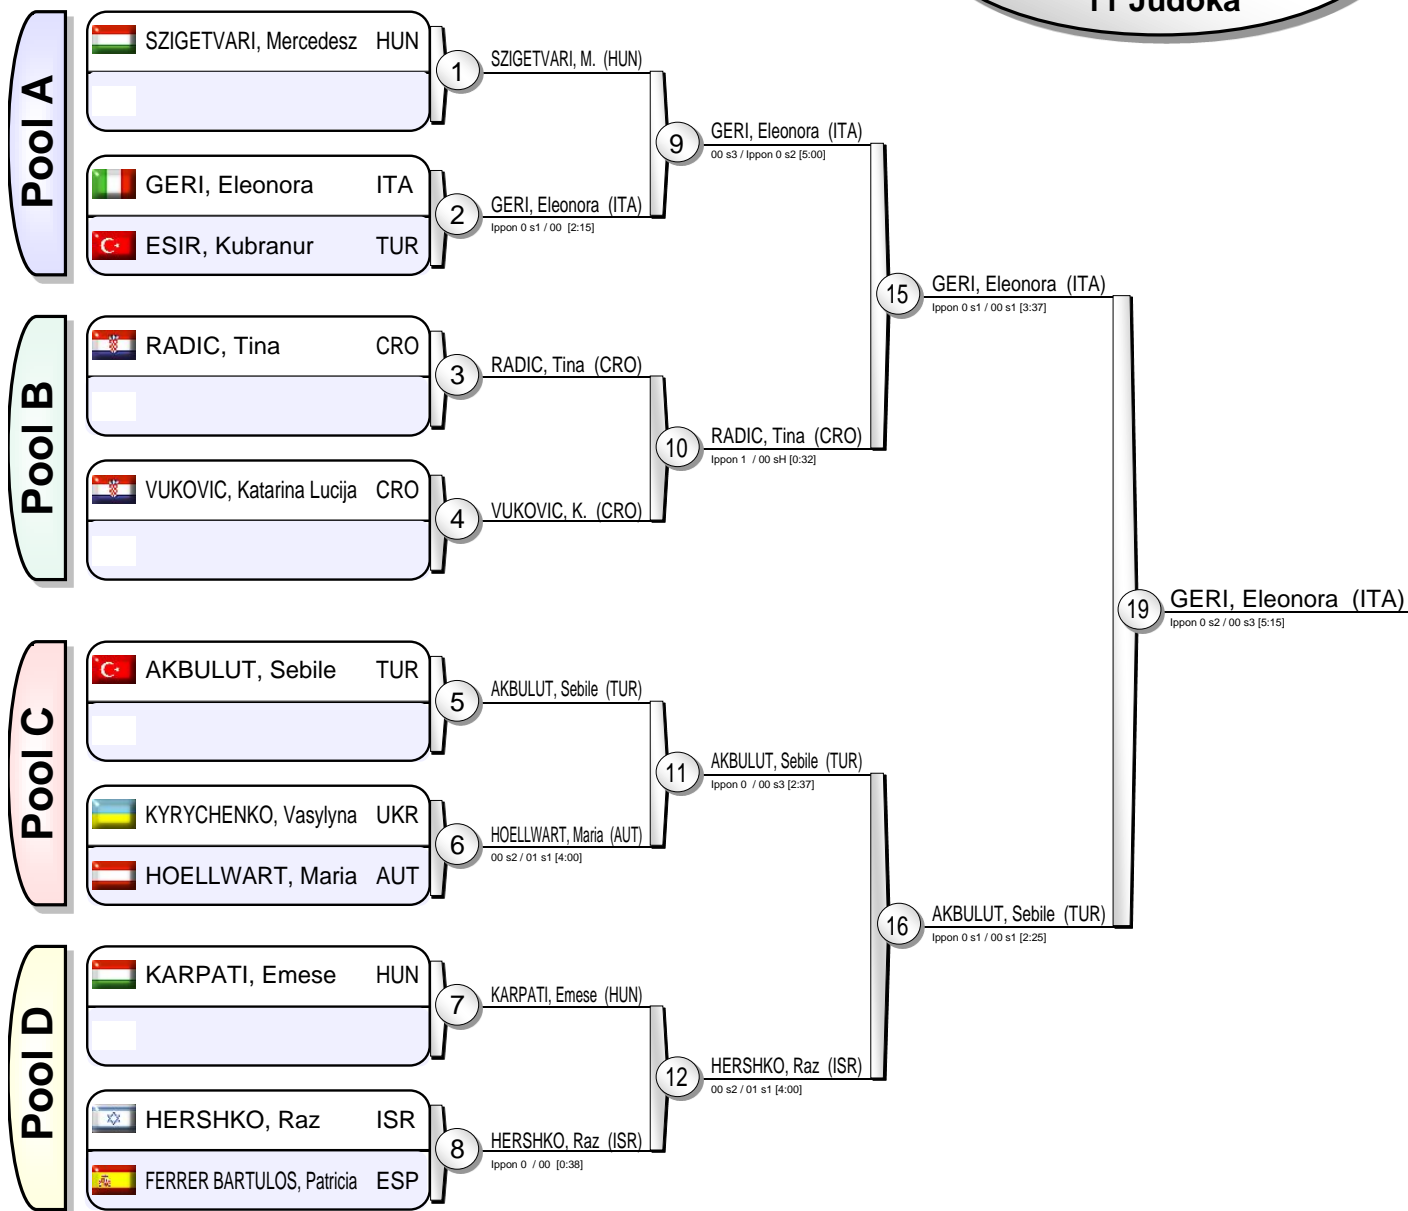 11 Judoka
Pool A
SZIGETVARI, Mercedesz HUN
1
SZIGETVARI, M. (HUN)
GERI, Eleonora ITA
ESIR, Kubranur TUR
2
GERI, Eleonora (ITA)
Ippon 0 s1 / 00 [2:15]
9
GERI, Eleonora (ITA)
00 s3 / Ippon 0 s2 [5:00]
Pool B
RADIC, Tina CRO
3
RADIC, Tina (CRO)
VUKOVIC, Katarina Lucija CRO
4
VUKOVIC, K. (CRO)
10
RADIC, Tina (CRO)
Ippon 1 / 00 sH [0:32]
15
GERI, Eleonora (ITA)
Ippon 0 s1 / 00 s1 [3:37]
Pool C
AKBULUT, Sebile TUR
5
AKBULUT, Sebile (TUR)
KYRYCHENKO, Vasylyna UKR
HOELLWART, Maria AUT
6
HOELLWART, Maria (AUT)
00 s2 / 01 s1 [4:00]
11
AKBULUT, Sebile (TUR)
Ippon 0 / 00 s3 [2:37]
Pool D
KARPATI, Emese HUN
7
KARPATI, Emese (HUN)
HERSHKO, Raz ISR
FERRER BARTULOS, Patricia ESP
8
HERSHKO, Raz (ISR)
Ippon 0 / 00 [0:38]
12
HERSHKO, Raz (ISR)
00 s2 / 01 s1 [4:00]
16
AKBULUT, Sebile (TUR)
Ippon 0 s1 / 00 s1 [2:25]
19
GERI, Eleonora (ITA)
Ippon 0 s2 / 00 s3 [5:15]